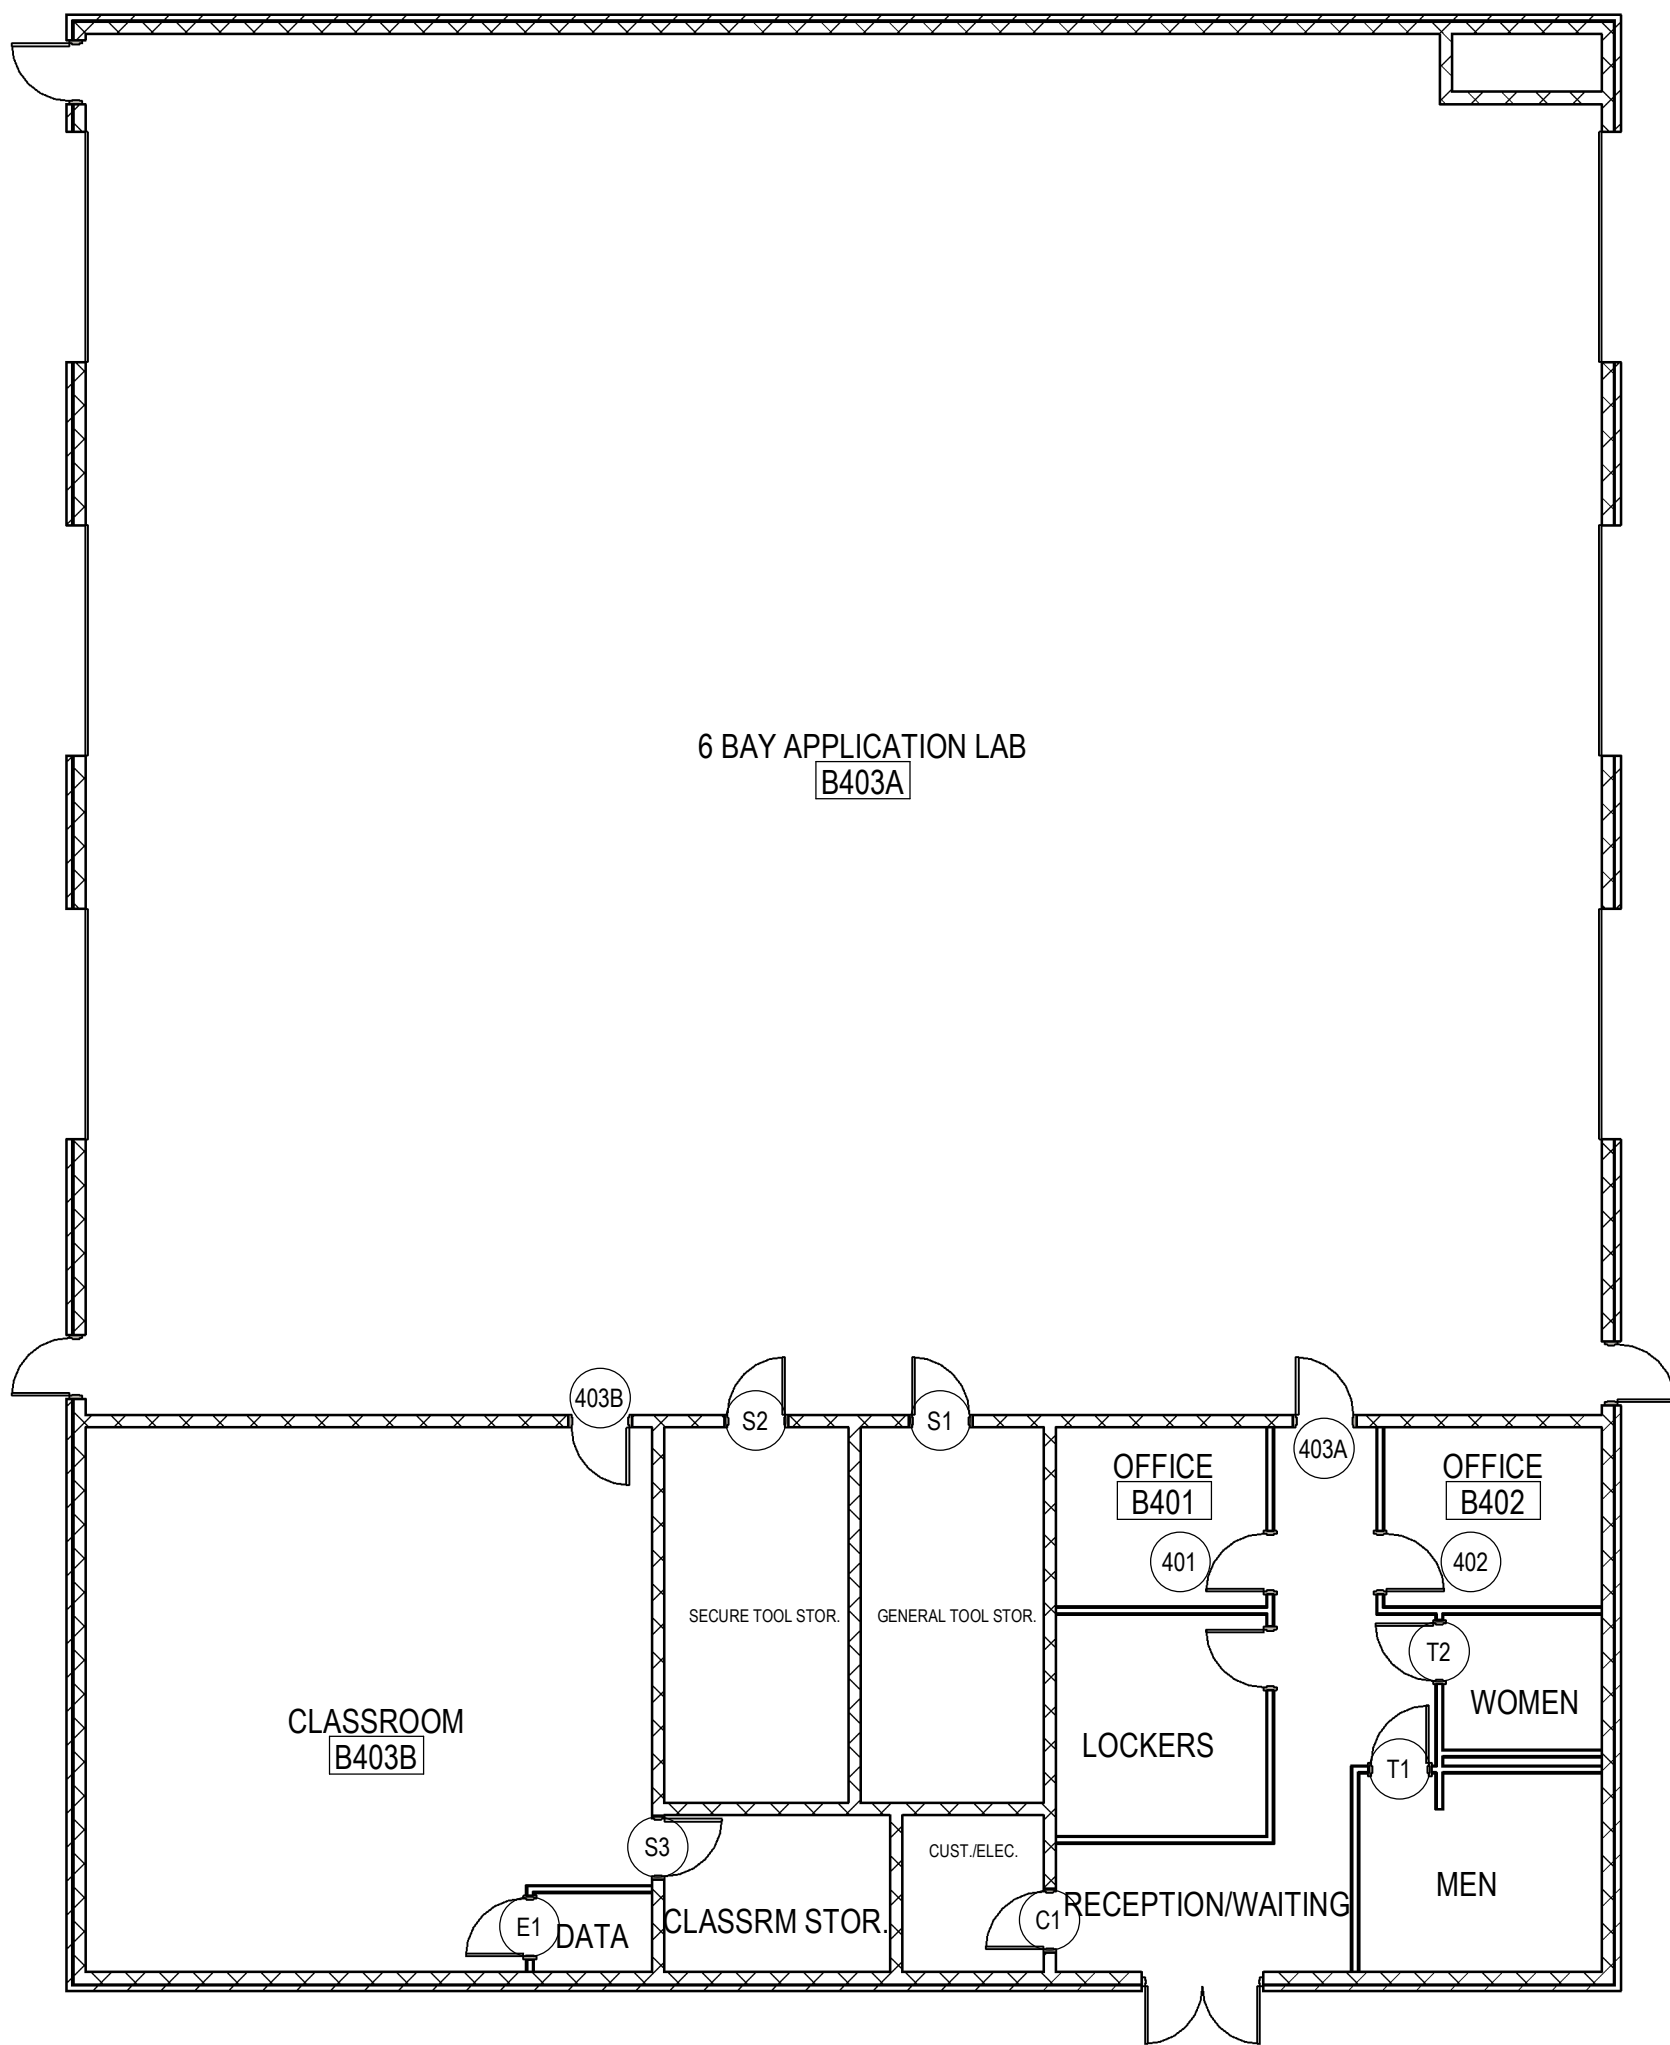 6 BAY APPLICATION LAB
B403A
403B
S2
S1
403A
OFFICE
B401
OFFICE
B402
401
402
SECURE TOOL STOR.
GENERAL TOOL STOR.
T2
WOMEN
CLASSROOM
B403B
LOCKERS
T1
S3
CUST./ELEC.
MEN
RECEPTION/WAITING
C1
CLASSRM STOR.
E1
DATA